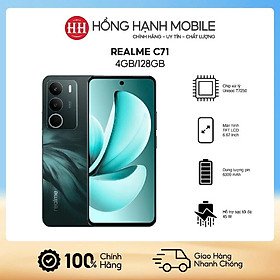 HH
HỒNG HẠNH MOBILE
CHÍNH HÃNG - UY TÍN - CHẤT LƯỢNG
REALME C71
4GB/128GB
Chip xử lý
Unisoc T7250
Màn hình
TFT LCD
6.67 inch
Dung lượng pin
6300 mAh
Hỗ trợ sạc tối đa
45 W
realme
100% Chính Hãng
Giao Hàng
Nhanh Chóng